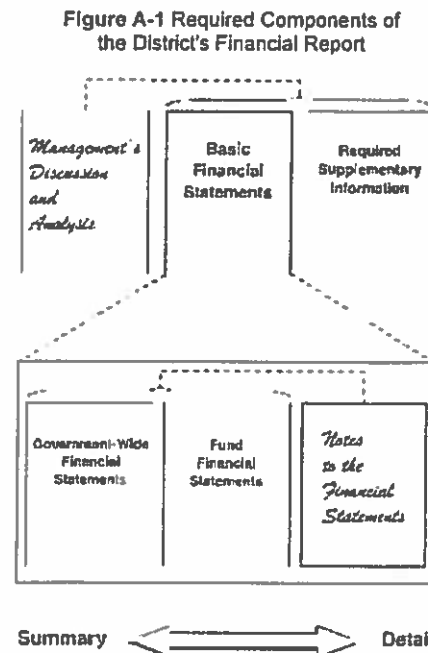 Figure A-1 Required Components of
the District's Financial Report
Management's
Discussion
and
Analysis
Basic
Financial
Statements
Required
Supplementary
Information
Government-Wide
Financial
Statements
Fund
Financial
Statements
Notes
to the
Financial
Statements
Summary
Detail